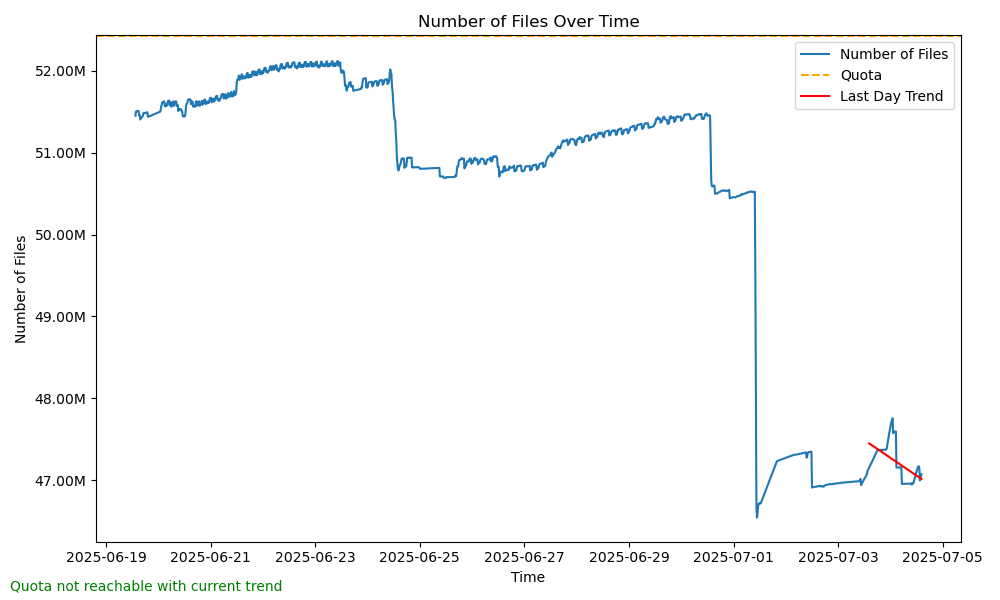 Number of Files Over Time
Number of Files
Quota
Last Day Trend
52.00M
51.00M
50.00M
49.00M
48.00M
47.00M
Number of Files
2025-06-19
2025-06-21
2025-06-23
2025-06-25
2025-06-27
2025-06-29
2025-07-01
2025-07-03
2025-07-05
Time
Quota not reachable with current trend